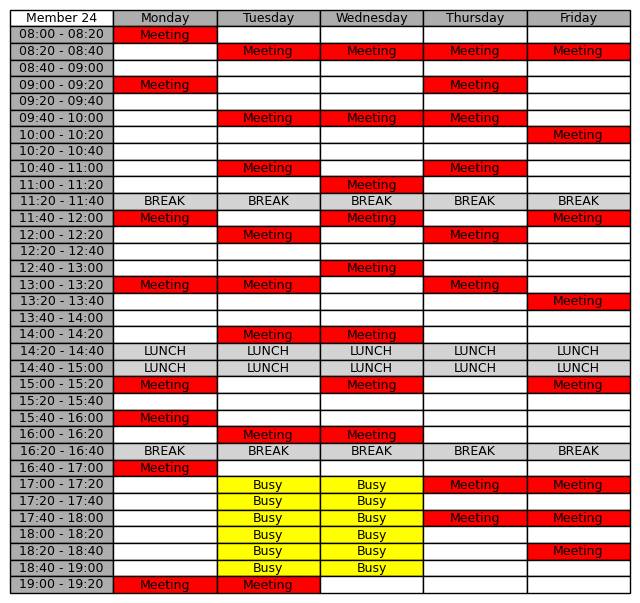 Member 24 Monday Tuesday Wednesday Thursday Friday
08:00 - 08:20 Meeting
08:20 - 08:40 Meeting Meeting Meeting Meeting
08:40 - 09:00
09:00 - 09:20 Meeting Meeting
09:20 - 09:40
09:40 - 10:00 Meeting Meeting Meeting
10:00 - 10:20 Meeting
10:20 - 10:40
10:40 - 11:00 Meeting Meeting
11:00 - 11:20 Meeting
11:20 - 11:40 BREAK BREAK BREAK BREAK BREAK
11:40 - 12:00 Meeting Meeting Meeting
12:00 - 12:20 Meeting Meeting
12:20 - 12:40
12:40 - 13:00 Meeting
13:00 - 13:20 Meeting Meeting Meeting
13:20 - 13:40 Meeting
13:40 - 14:00
14:00 - 14:20 Meeting Meeting
14:20 - 14:40 LUNCH LUNCH LUNCH LUNCH LUNCH
14:40 - 15:00 LUNCH LUNCH LUNCH LUNCH LUNCH
15:00 - 15:20 Meeting Meeting Meeting
15:20 - 15:40
15:40 - 16:00 Meeting
16:00 - 16:20 Meeting Meeting
16:20 - 16:40 BREAK BREAK BREAK BREAK BREAK
16:40 - 17:00 Meeting
17:00 - 17:20 Busy Busy Meeting Meeting
17:20 - 17:40 Busy Busy
17:40 - 18:00 Busy Busy Meeting Meeting
18:00 - 18:20 Busy Busy
18:20 - 18:40 Busy Busy Meeting
18:40 - 19:00 Busy Busy
19:00 - 19:20 Meeting Meeting